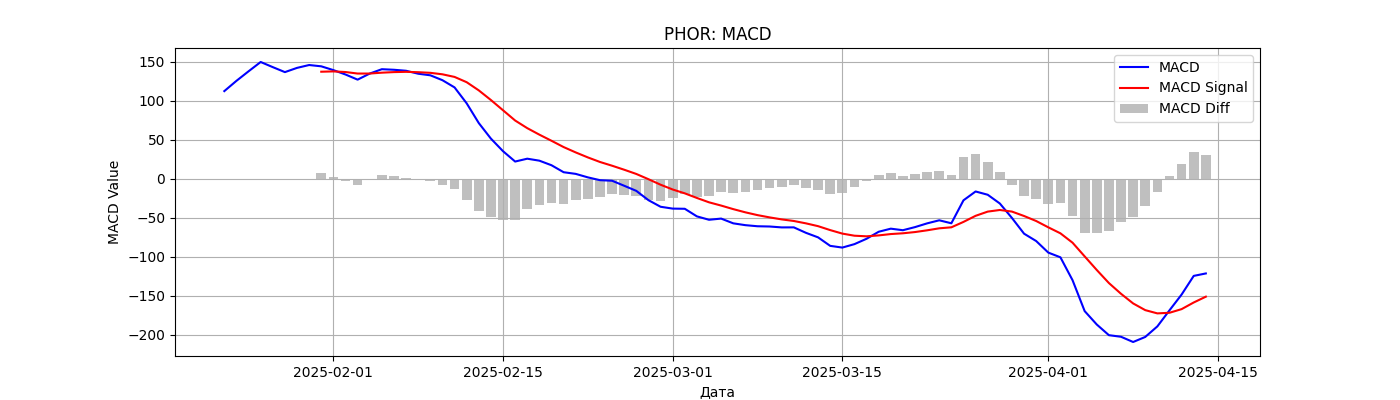 PHOR: MACD
MACD
MACD Signal
MACD Diff
MACD Value
150
100
50
0
−50
−100
−150
−200
2025-02-01
2025-02-15
2025-03-01
2025-03-15
2025-04-01
2025-04-15
Дата